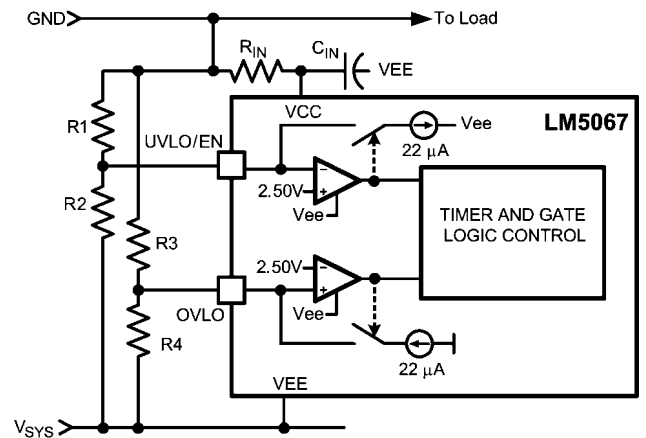 GND
To Load
RIN
CIN
VEE
VCC
LM5067
R1
UVLO/EN
Vee
22 μA
2.50V
Vee
R2
TIMER AND GATE
LOGIC CONTROL
R3
2.50V
OVLO
Vee
R4
22 μA
VEE
VSYS